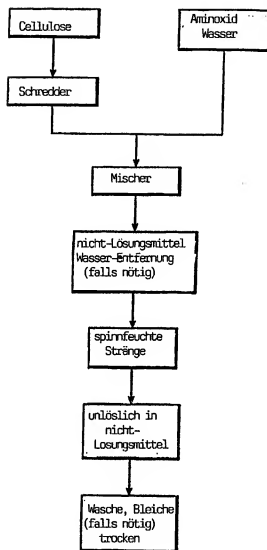 Cellulose
Aminoxid
Wasser
Schredder
Mischer
nicht-Lösungsmittel
Wasser-Entfernung
(falls nötig)
spinnfeuchte
Stränge
unlöslich in
nicht-
Losungsmittel
Wasche, Bleiche
(falls nötig)
trocken